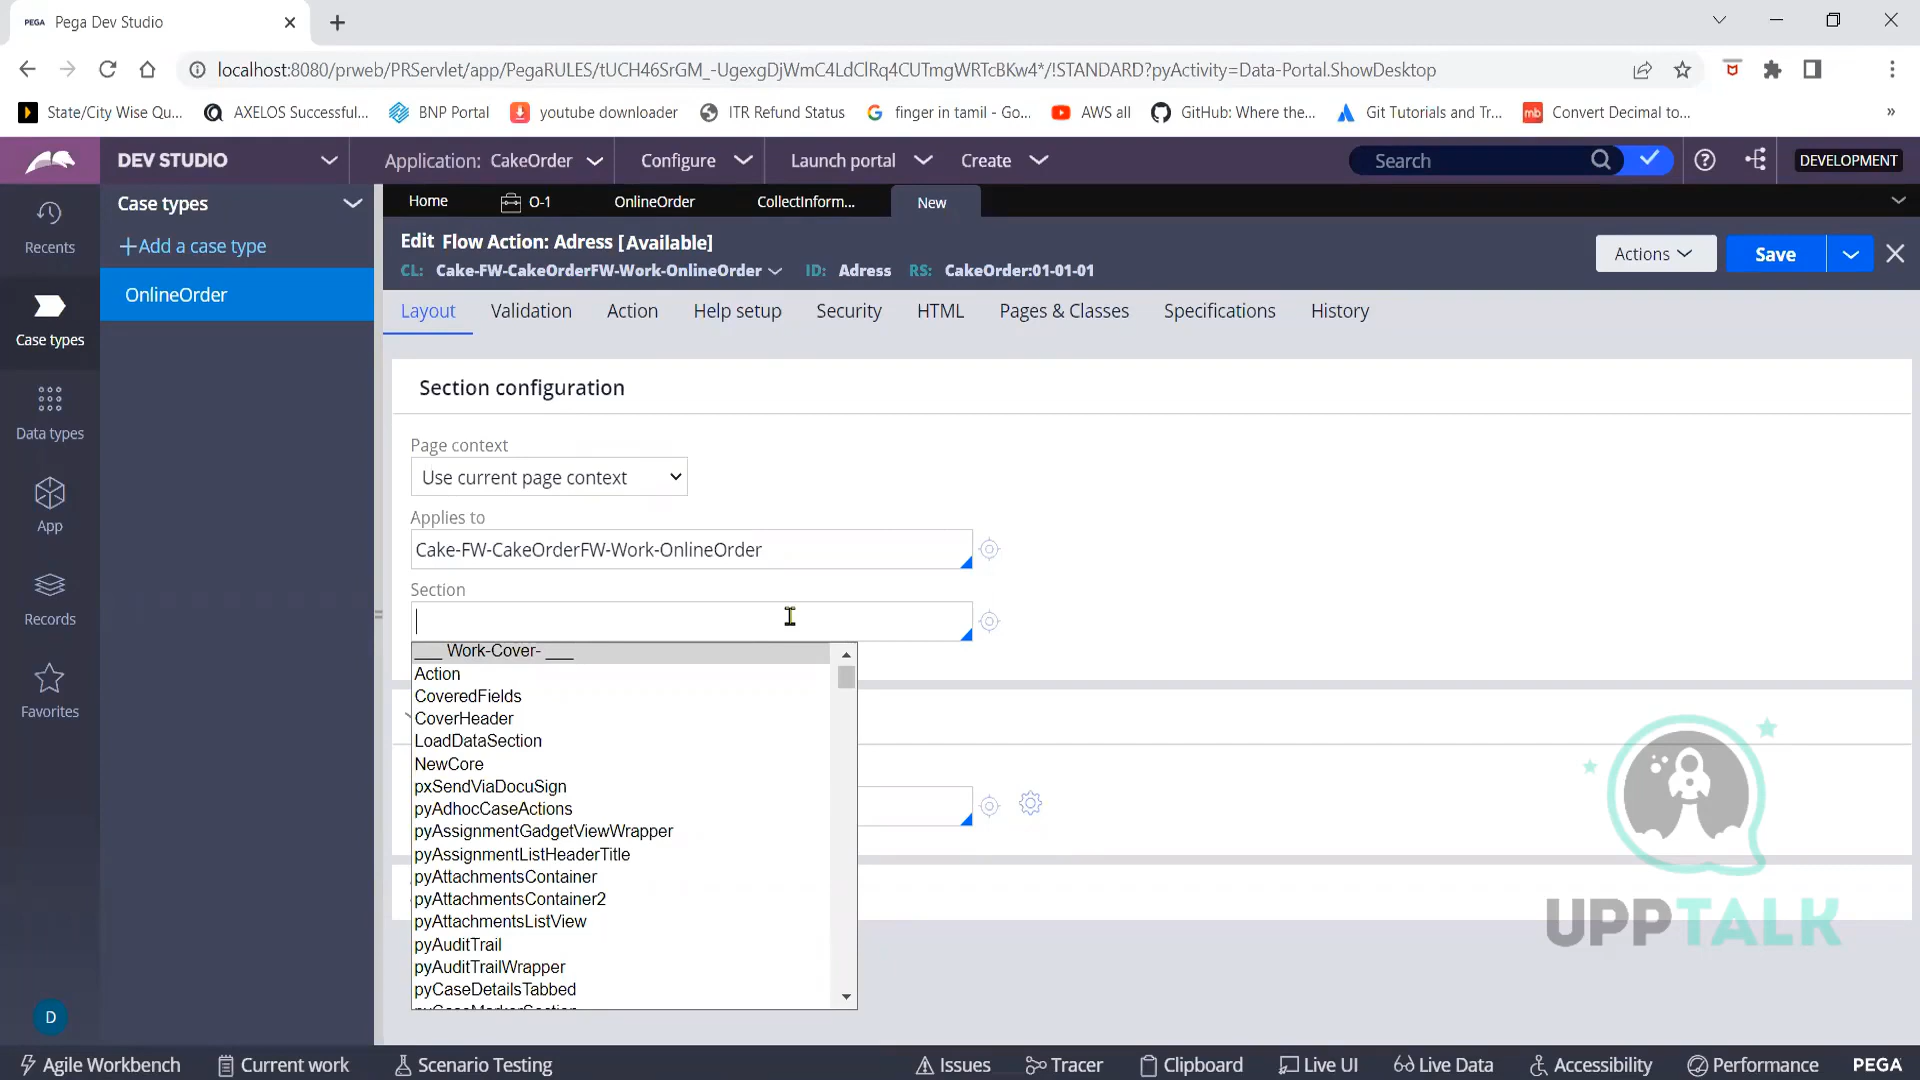 PEGA Pega Dev Studio
localhost:8080/prweb/PRServlet/app/PegaRULES/tUCH46SrGM_-UgexgDjWmC4LdClRq4CUTmgWRTcBKw4*/!STANDARD?pyActivity=Data-Portal.ShowDesktop
State/City Wise Qu... AXELOS Successful... BNP Portal youtube downloader ITR Refund Status finger in tamil - Go... AWS all GitHub: Where the... Git Tutorials and Tr... mb Convert Decimal to... »
DEV STUDIO Application: CakeOrder Configure Launch portal Create Search DEVELOPMENT
Case types
+Add a case type
OnlineOrder
Recents
Case types
Data types
App
Records
Favorites
D
Home O-1 OnlineOrder CollectInform... New
Edit Flow Action: Adress [Available]
CL: Cake-FW-CakeOrderFW-Work-OnlineOrder ID: Adress RS: CakeOrder:01-01-01
Actions Save
Layout Validation Action Help setup Security HTML Pages & Classes Specifications History
Section configuration
Page context
Use current page context
Applies to
Cake-FW-CakeOrderFW-Work-OnlineOrder
Section
___ Work-Cover- ___
Action
CoveredFields
CoverHeader
LoadDataSection
NewCore
pxSendViaDocuSign
pyAdhocCaseActions
pyAssignmentGadgetViewWrapper
pyAssignmentListHeaderTitle
pyAttachmentsContainer
pyAttachmentsContainer2
pyAttachmentsListView
pyAuditTrail
pyAuditTrailWrapper
pyCaseDetailsTabbed
UPPTALK
Agile Workbench Current work Scenario Testing Issues Tracer Clipboard Live UI Live Data Accessibility Performance PEGA